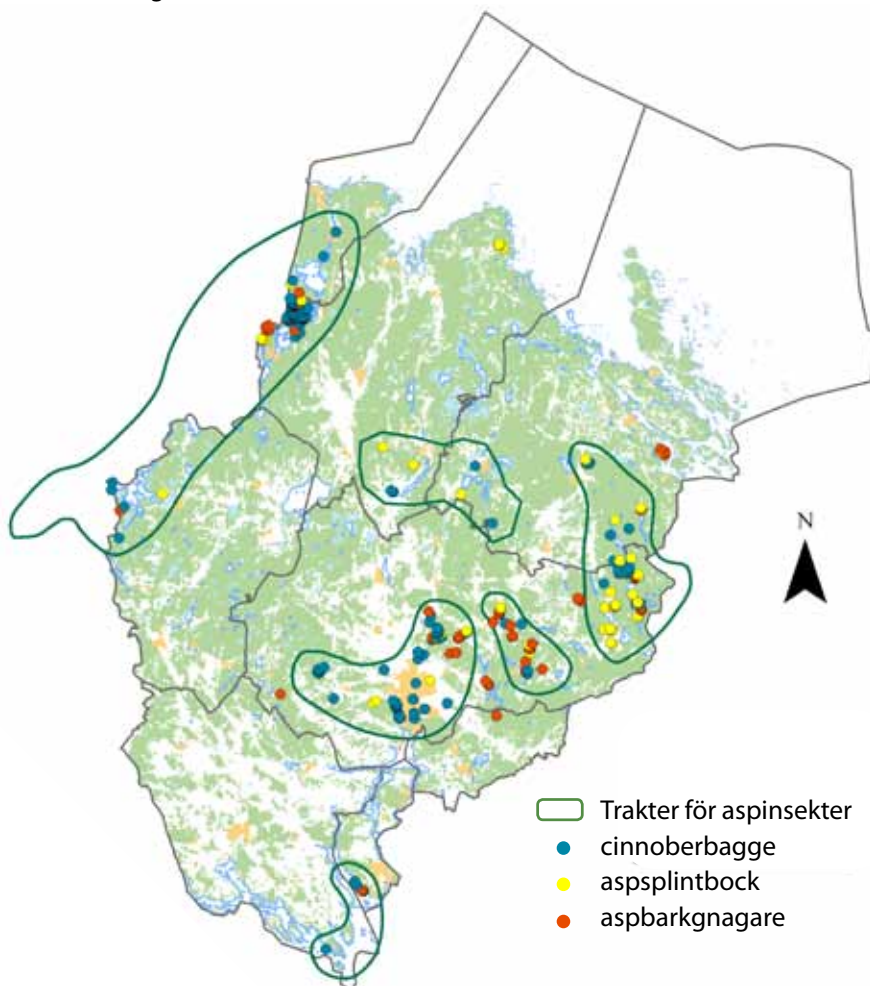 N
Trakter för aspinsekter
cinnoberbagge
aspsplintbock
aspbarkgnagare